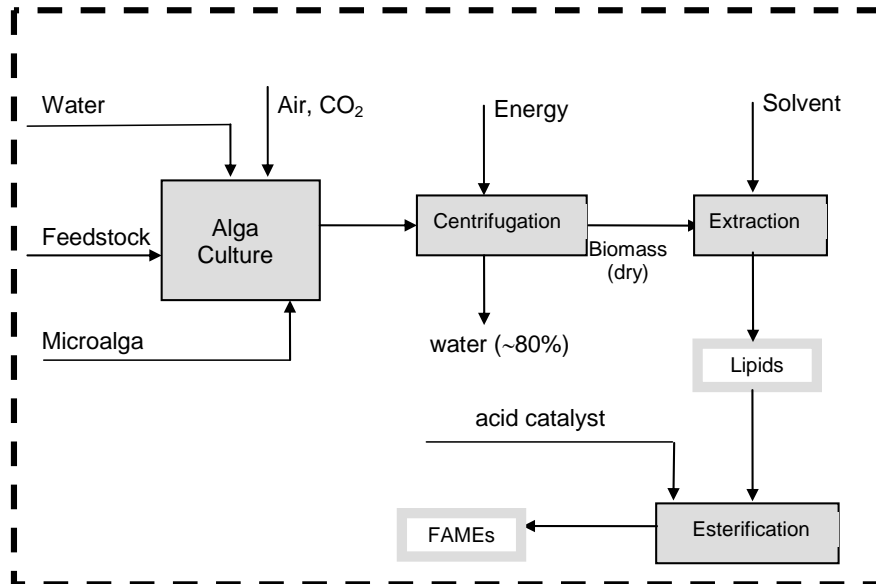 Water
Air, CO₂
Energy
Solvent
Alga
Culture
Centrifugation
Extraction
Feedstock
Biomass
(dry)
Microalga
water (~80%)
Lipids
acid catalyst
FAMEs
Esterification